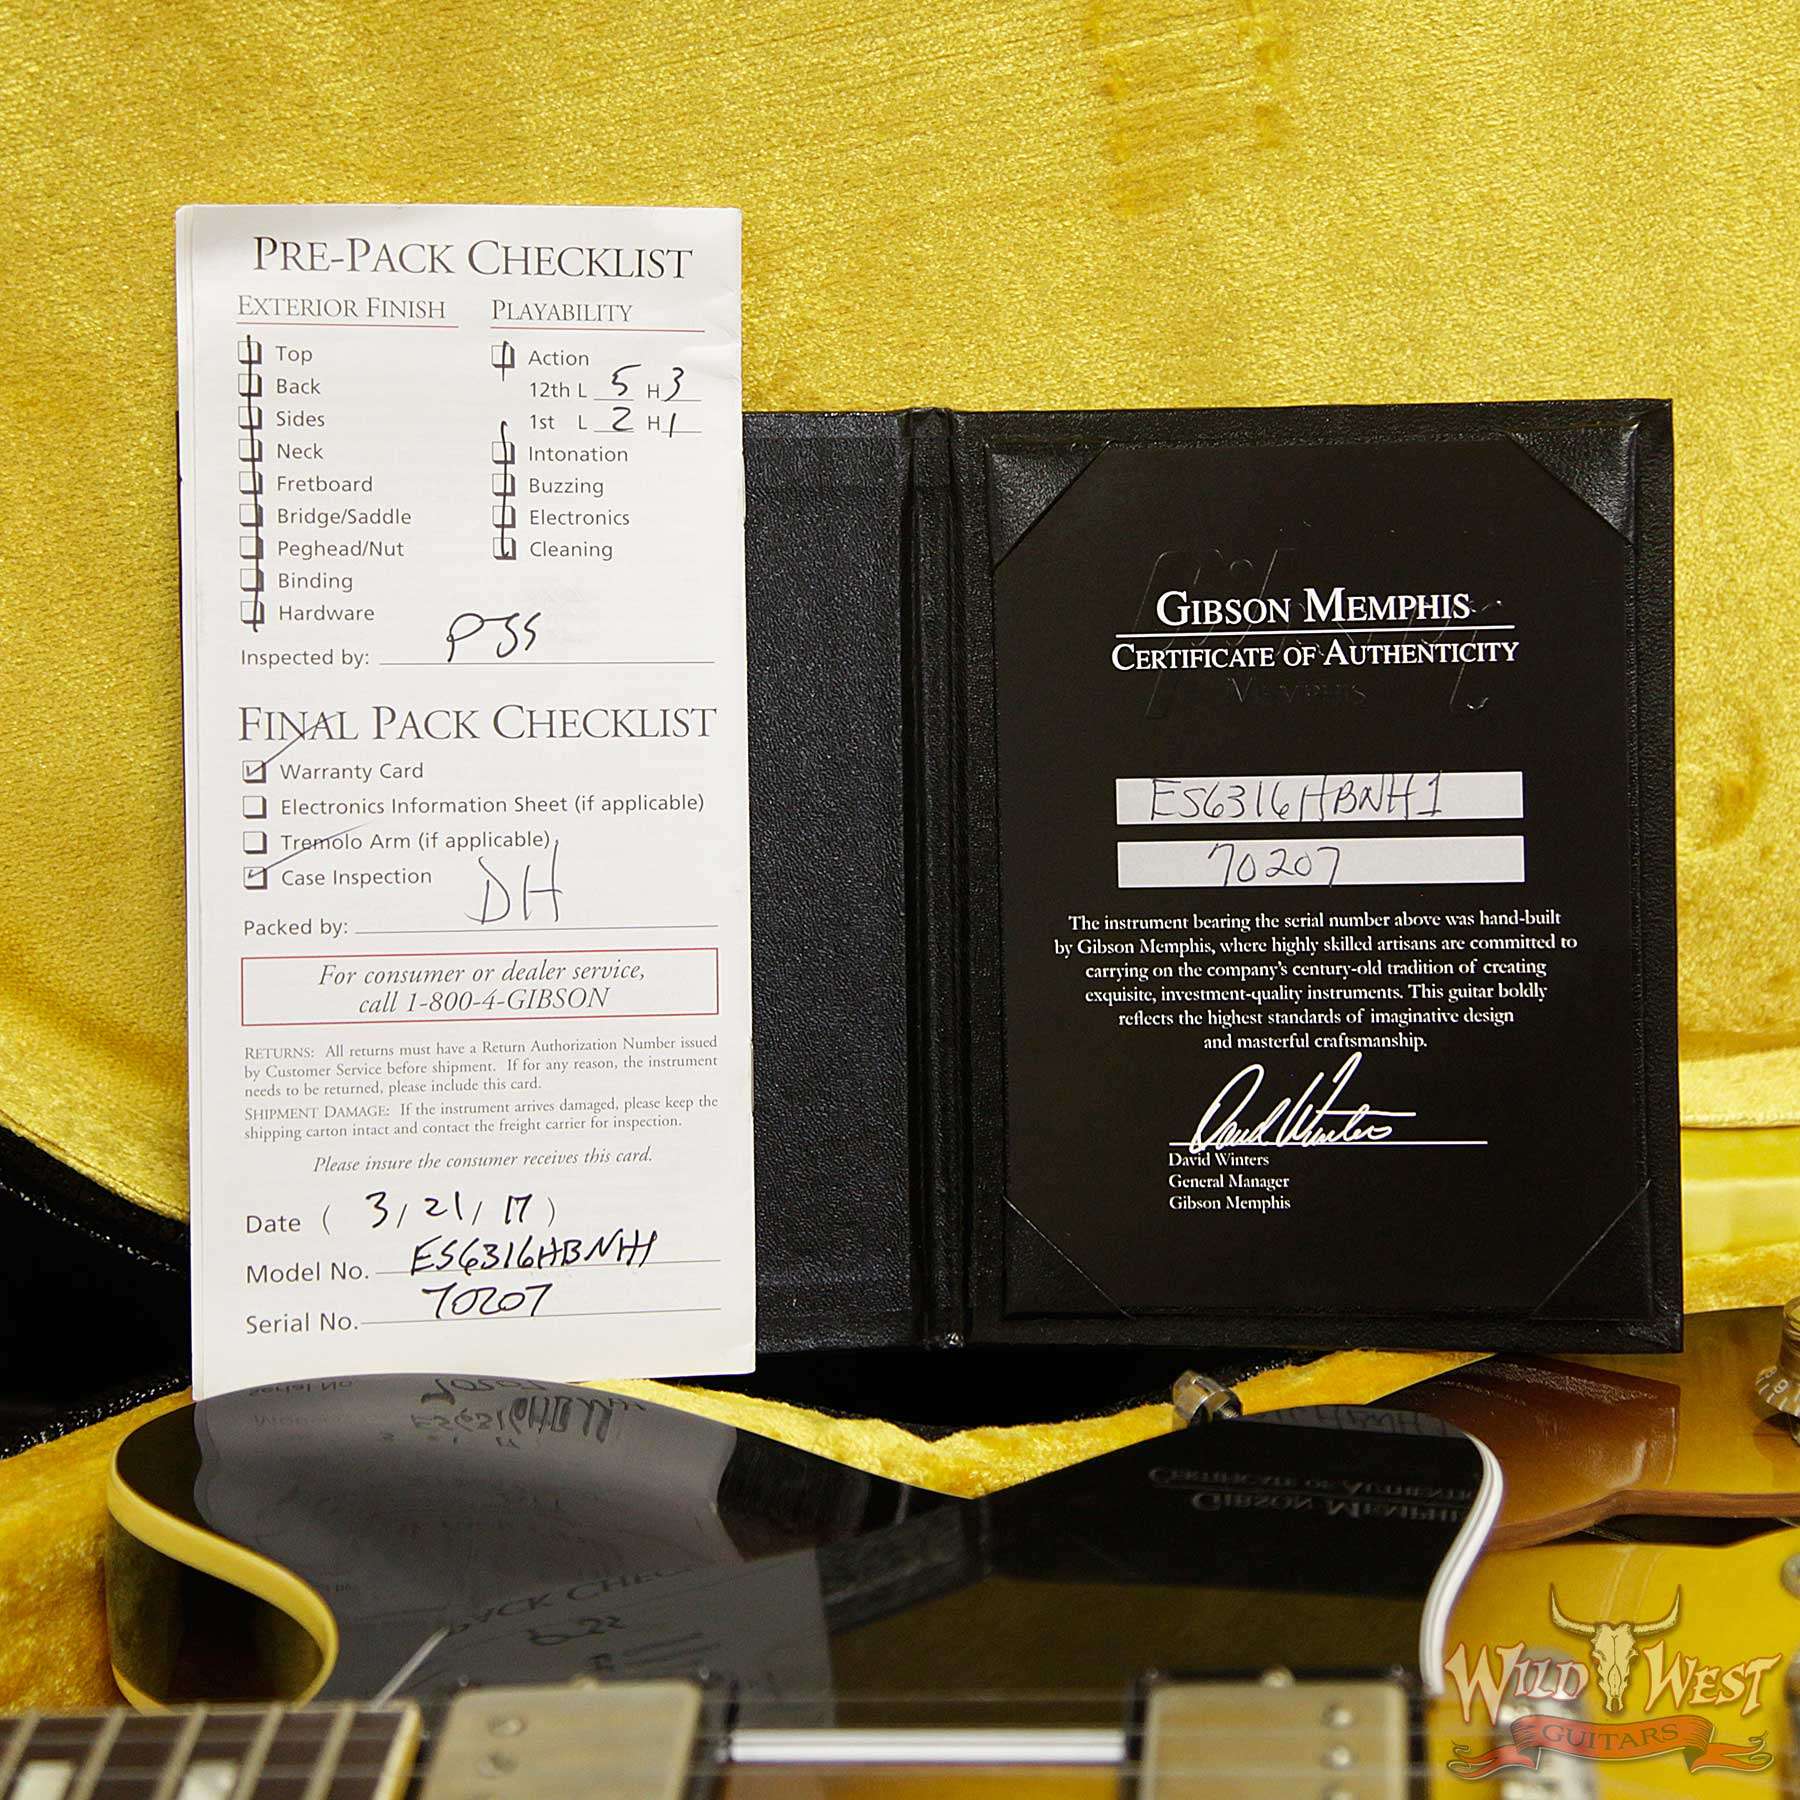 PRE-PACK CHECKLIST
EXTERIOR FINISH
Top
Back
Sides
Neck
Fretboard
Bridge/Saddle
Peghead/Nut
Binding
Hardware
PLAYABILITY
Action
12th L 5 H 3
1st L 2 H 1
Intonation
Buzzing
Electronics
Cleaning
Inspected by:
FINAL PACK CHECKLIST
Warranty Card
Electronics Information Sheet (if applicable)
Tremolo Arm (if applicable)
Case Inspection
Packed by: DH
For consumer or dealer service,
call 1-800-4-GIBSON
RETURNS: All returns must have a Return Authorization Number issued
by Customer Service before shipment. If for any reason, the instrument
needs to be returned, please include this card.
SHIPMENT DAMAGE: If the instrument arrives damaged, please keep the
shipping carton intact and contact the freight carrier for inspection.
Please insure the consumer receives this card.
Date ( 3/21/17 )
Model No. ES6316HBNH1
Serial No. 70207
GIBSON MEMPHIS
CERTIFICATE OF AUTHENTICITY
MEMPHIS
ES6316HBNH1
70207
The instrument bearing the serial number above was hand-built
by Gibson Memphis, where highly skilled artisans are committed to
carrying on the company's century-old tradition of creating
exquisite, investment-quality instruments. This guitar boldly
reflects the highest standards of imaginative design
and masterful craftsmanship.
David Winters
David Winters
General Manager
Gibson Memphis
WILD WEST
GUITARS